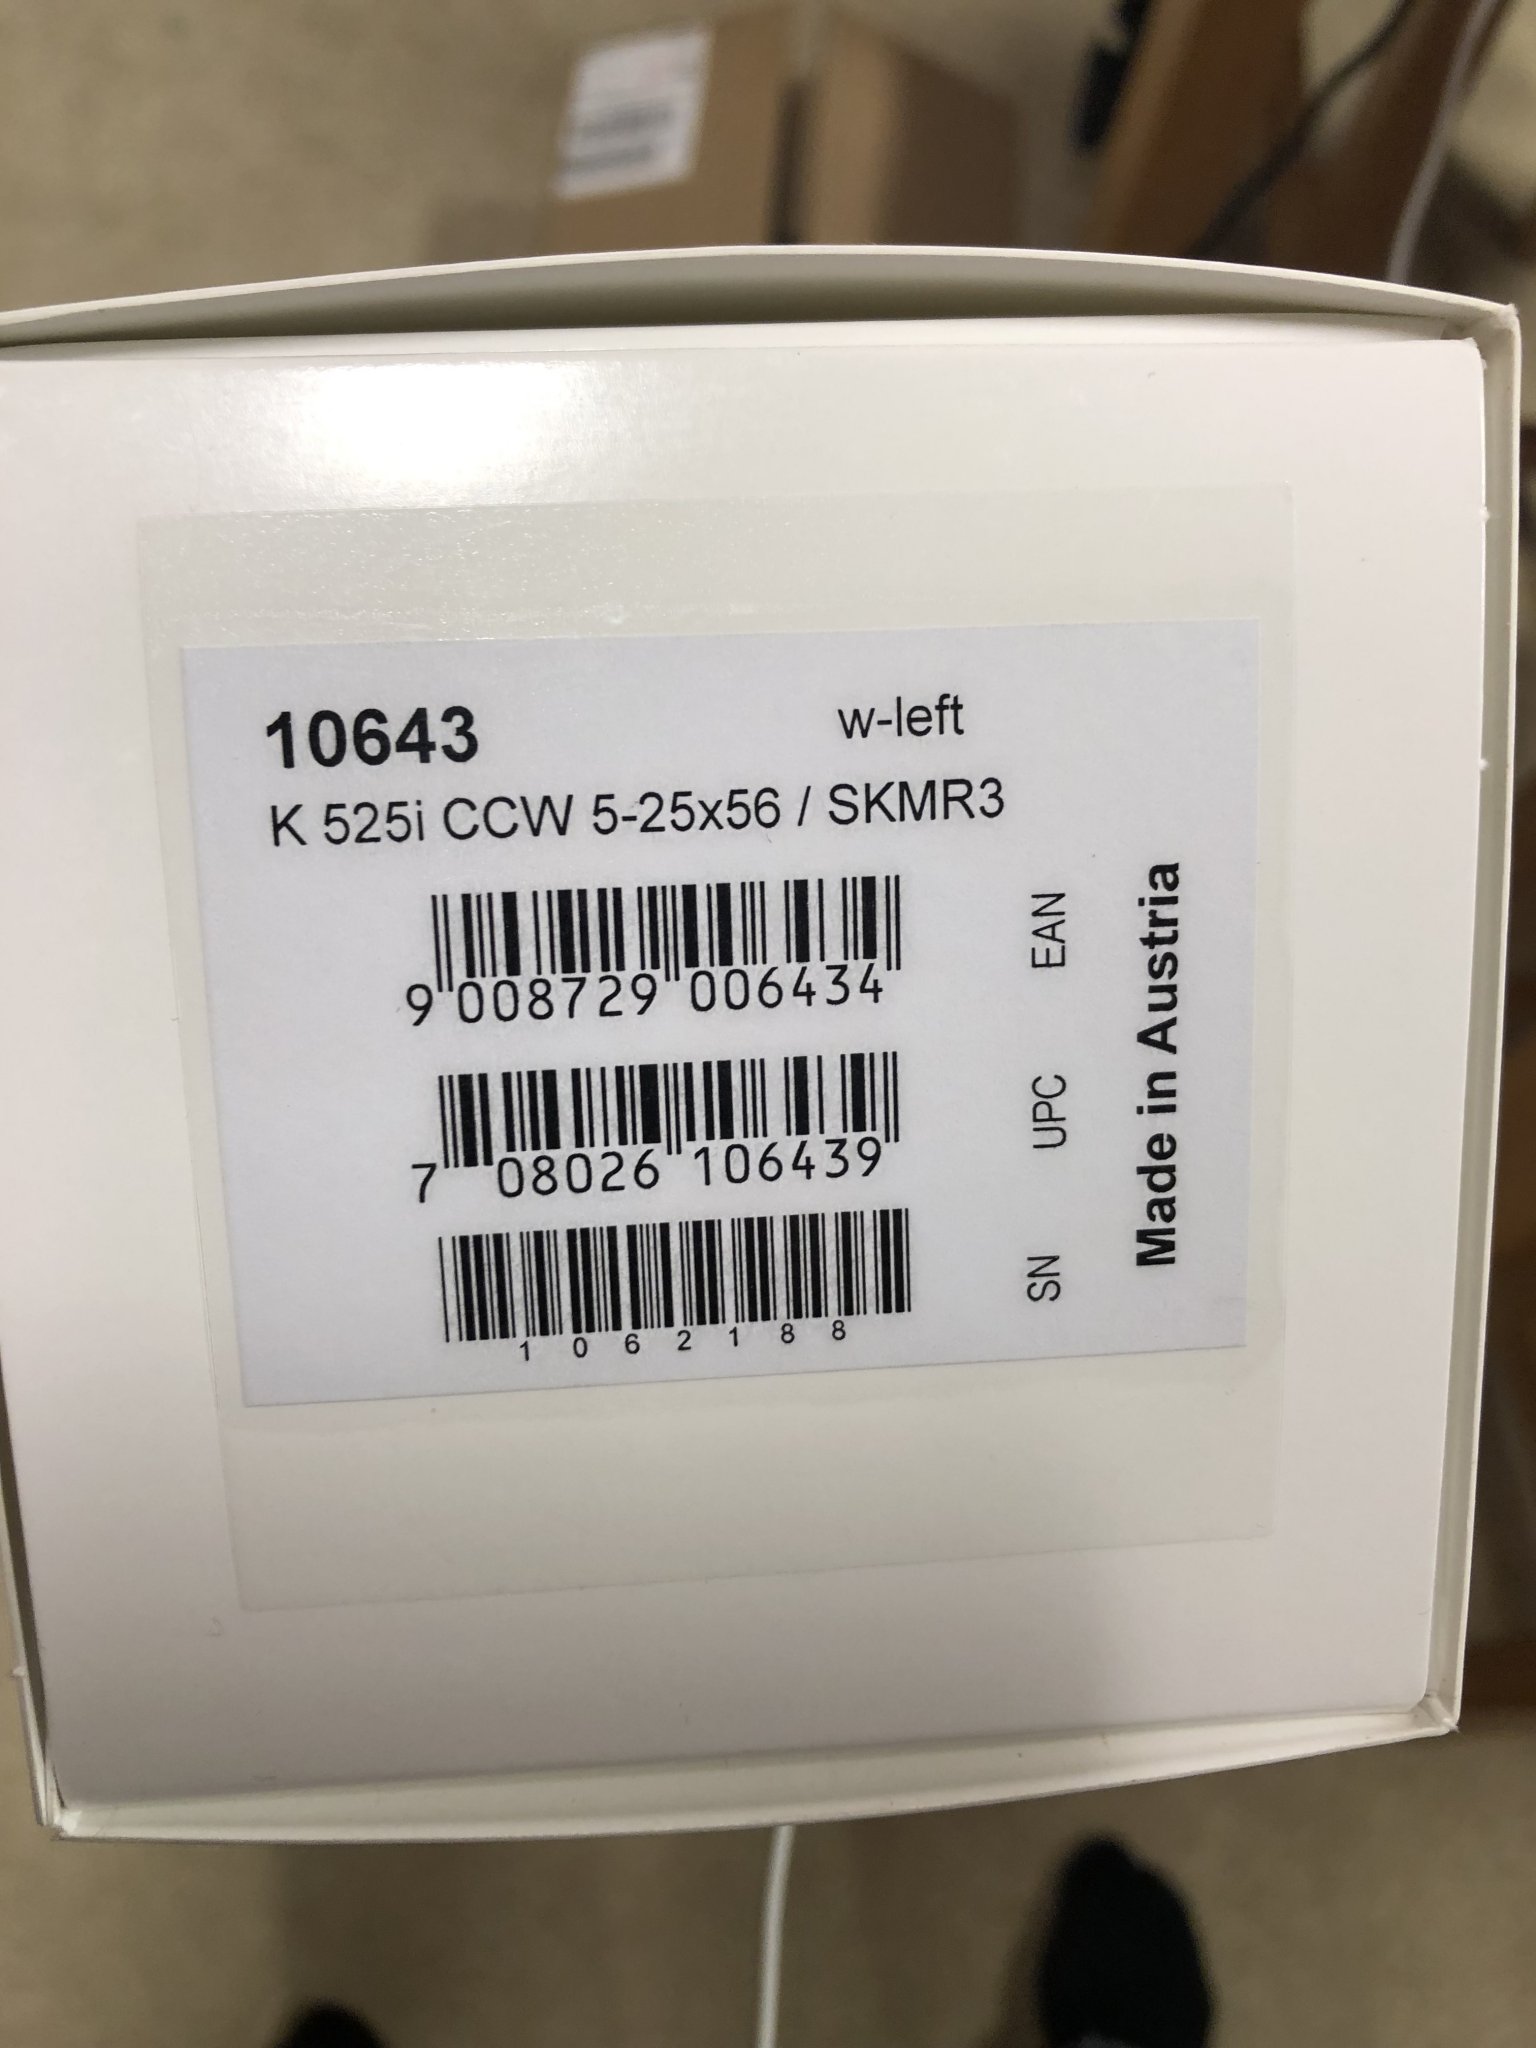 10643 w-left
K 525i CCW 5-25x56 / SKMR3
9 008729 006434 EAN
7 08026 106439 UPC
1062188 SN
Made in Austria